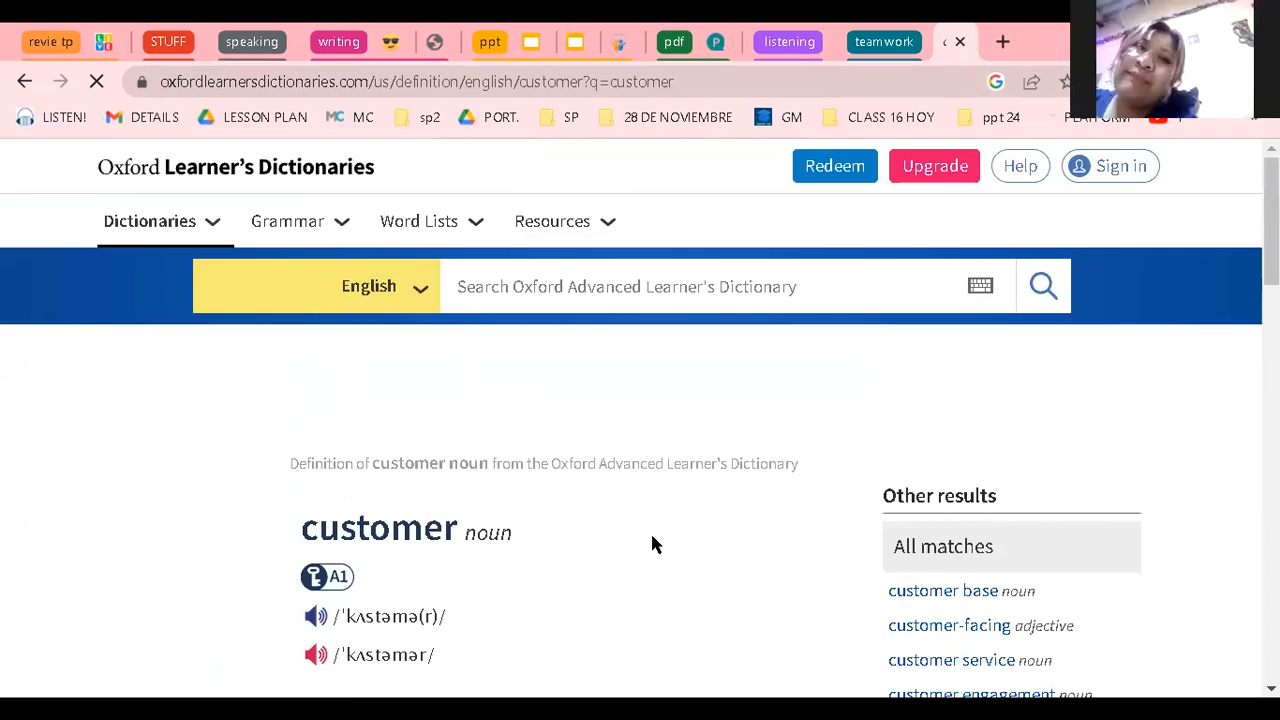 revie tp STUFF speaking writing ppt pdf listening teamwork
oxfordlearnersdictionaries.com/us/definition/english/customer?q=customer
LISTEN! DETAILS LESSON PLAN MC MC sp2 PORT. SP 28 DE NOVIEMBRE GM CLASS 16 HOY ppt 24
Oxford Learner's Dictionaries Redeem Upgrade Help Sign in
Dictionaries Grammar Word Lists Resources
English Search Oxford Advanced Learner's Dictionary
Definition of customer noun from the Oxford Advanced Learner's Dictionary
customer noun
A1
/ˈkʌstəmə(r)/
/ˈkʌstəmər/
Other results
All matches
customer base noun
customer-facing adjective
customer service noun
customer engagement noun